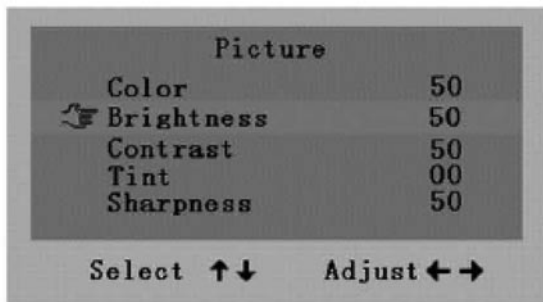 Picture
Color 50
Brightness 50
Contrast 50
Tint 00
Sharpness 50
Select ↑↓ Adjust ←→